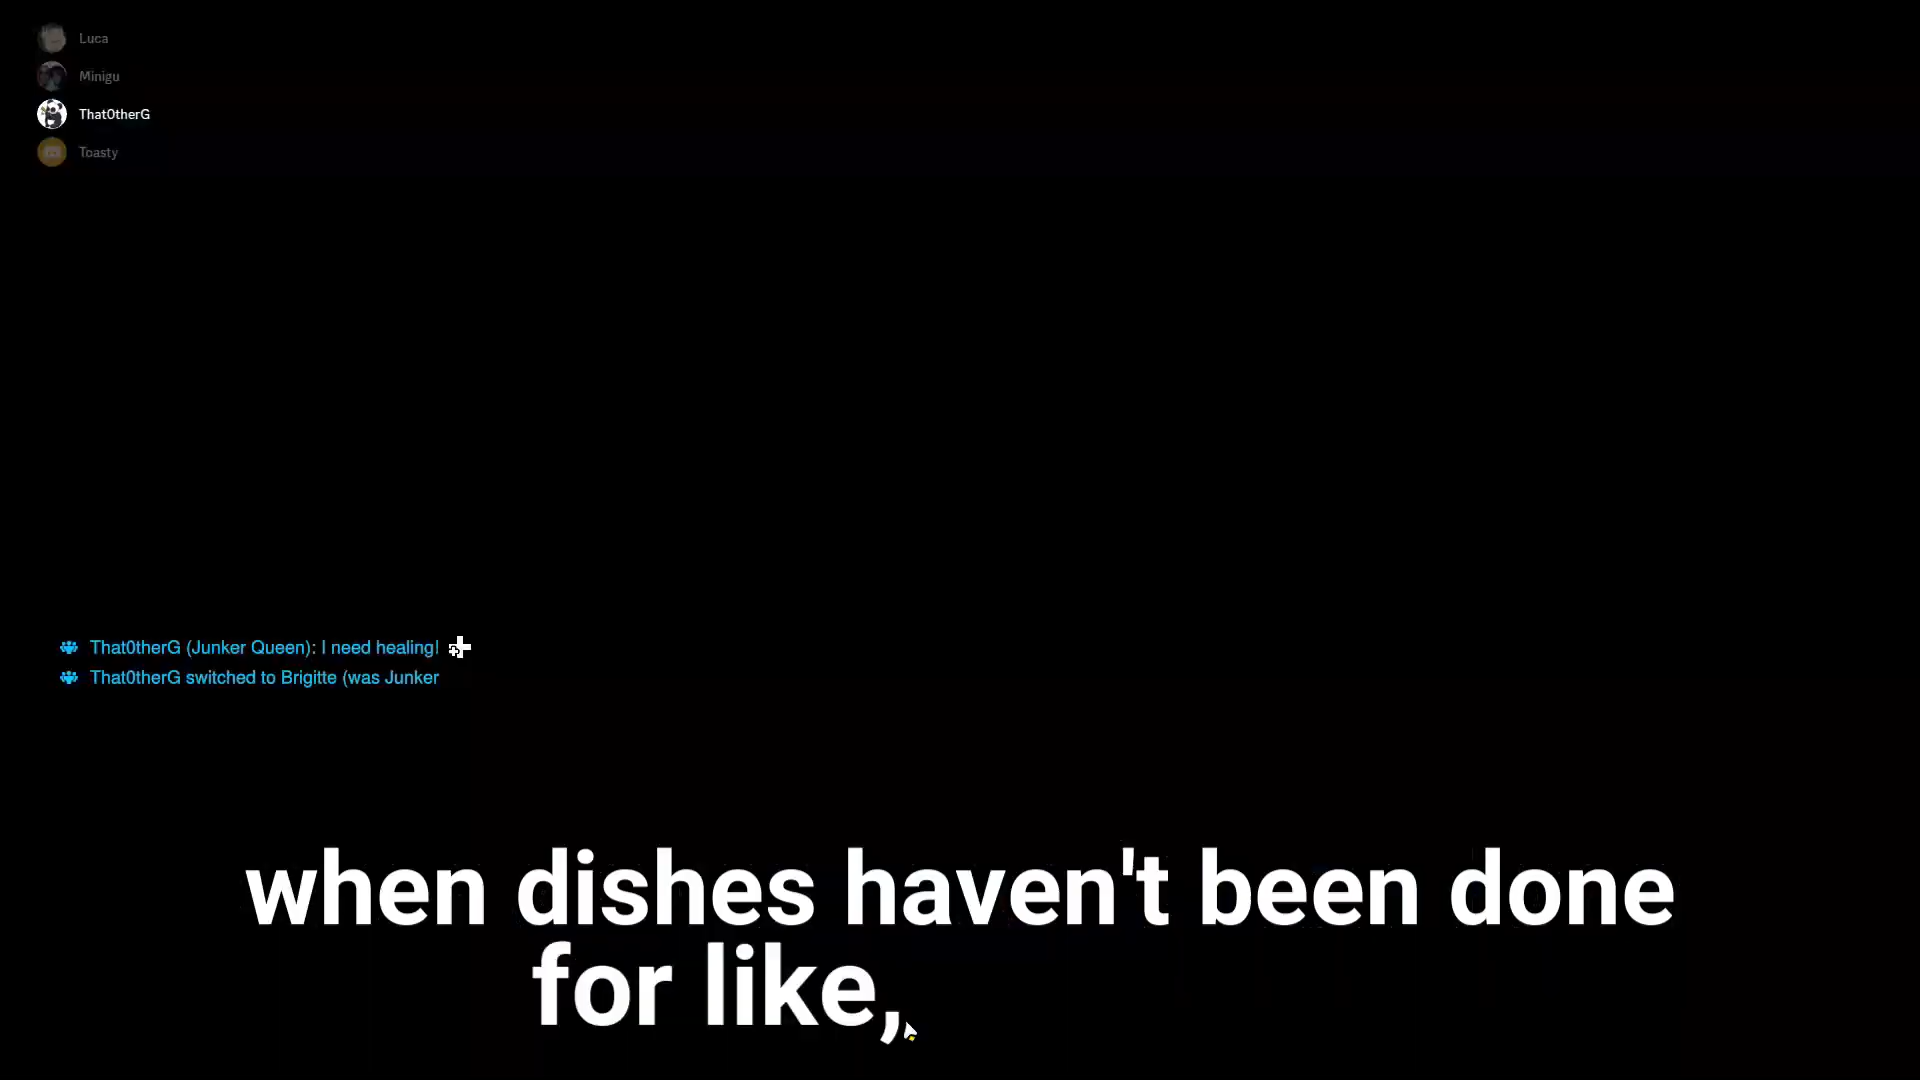 Luca
Minigu
That0therG
Toasty
That0therG (Junker Queen): I need healing!
That0therG switched to Brigitte (was Junker
when dishes haven't been done
for like,